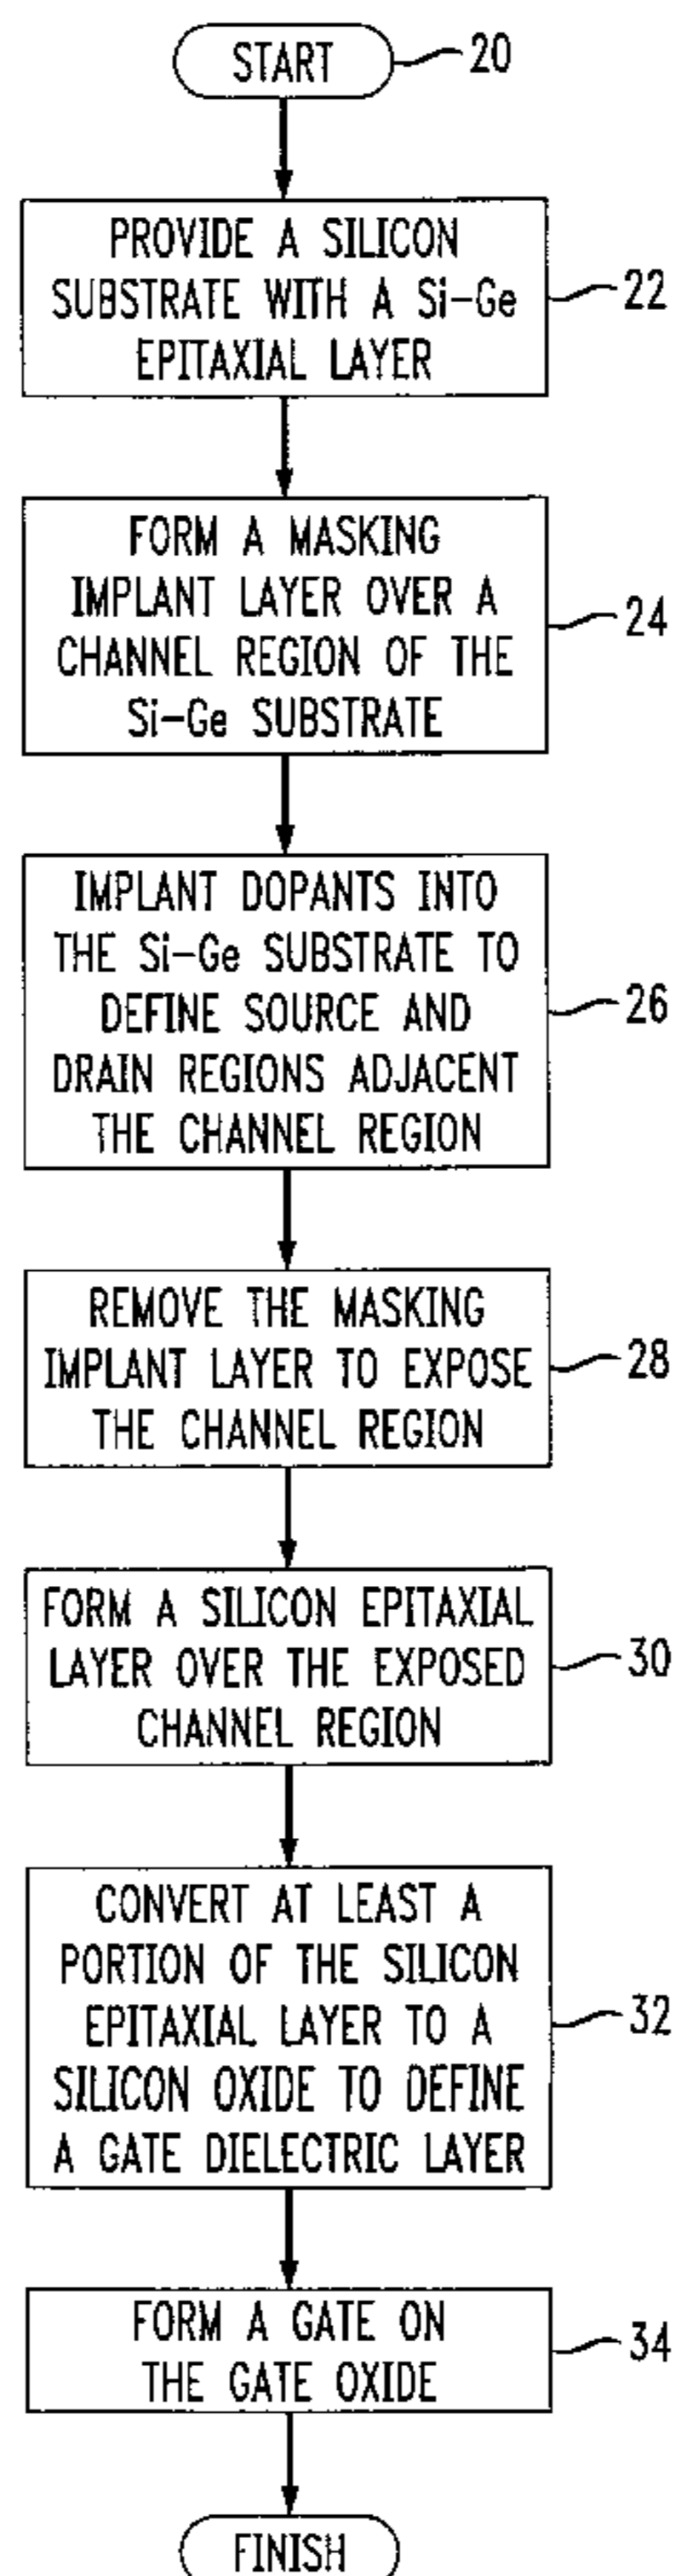 START
20
PROVIDE A SILICON
SUBSTRATE WITH A Si-Ge
EPITAXIAL LAYER
22
FORM A MASKING
IMPLANT LAYER OVER A
CHANNEL REGION OF THE
Si-Ge SUBSTRATE
24
IMPLANT DOPANTS INTO
THE Si-Ge SUBSTRATE TO
DEFINE SOURCE AND
DRAIN REGIONS ADJACENT
THE CHANNEL REGION
26
REMOVE THE MASKING
IMPLANT LAYER TO EXPOSE
THE CHANNEL REGION
28
FORM A SILICON EPITAXIAL
LAYER OVER THE EXPOSED
CHANNEL REGION
30
CONVERT AT LEAST A
PORTION OF THE SILICON
EPITAXIAL LAYER TO A
SILICON OXIDE TO DEFINE
A GATE DIELECTRIC LAYER
32
FORM A GATE ON
THE GATE OXIDE
34
FINISH